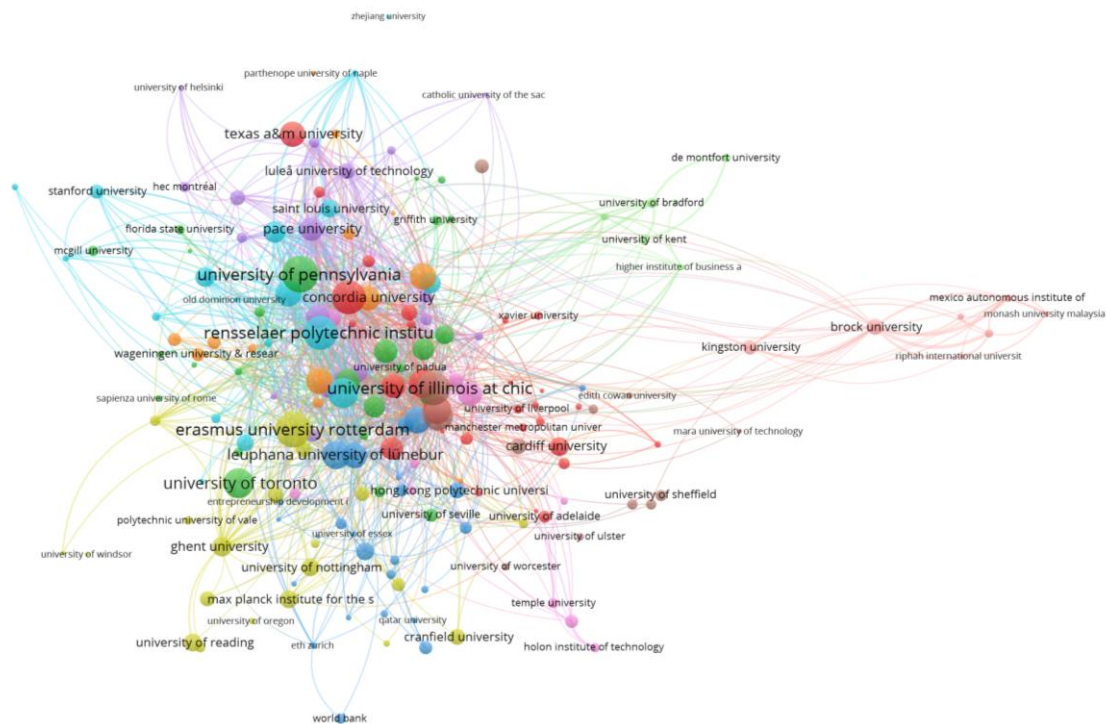 zhejiang university
parthenope university of naple
university of helsinki
catholic university of the sac
texas a&m university
de montfort university
luleå university of technology
hec montréal
stanford university
university of bradford
saint louis university
griffith university
florida state university
pace university
university of kent
mcgill university
higher institute of business a
university of pennsylvania
old dominion university
concordia university
mexico autonomous institute of
monash university malaysia
xavier university
brock university
rensselaer polytechnic institu
kingston university
wageningen university & resear
riphah international universit
university of padua
university of illinois at chic
edith cowan university
sapienza university of rome
university of liverpool
manchester metropolitan univer
erasmus university rotterdam
mara university of technology
cardiff university
leuphana university of lünebur
university of toronto
hong kong polytechnic universi
university of sheffield
entrepreneurship development i
university of seville
university of adelaide
polytechnic university of vale
university of essex
university of ulster
ghent university
university of windsor
university of nottingham
university of worcester
max planck institute for the s
temple university
university of oregon
qatar university
cranfield university
university of reading
eth zurich
holon institute of technology
world bank